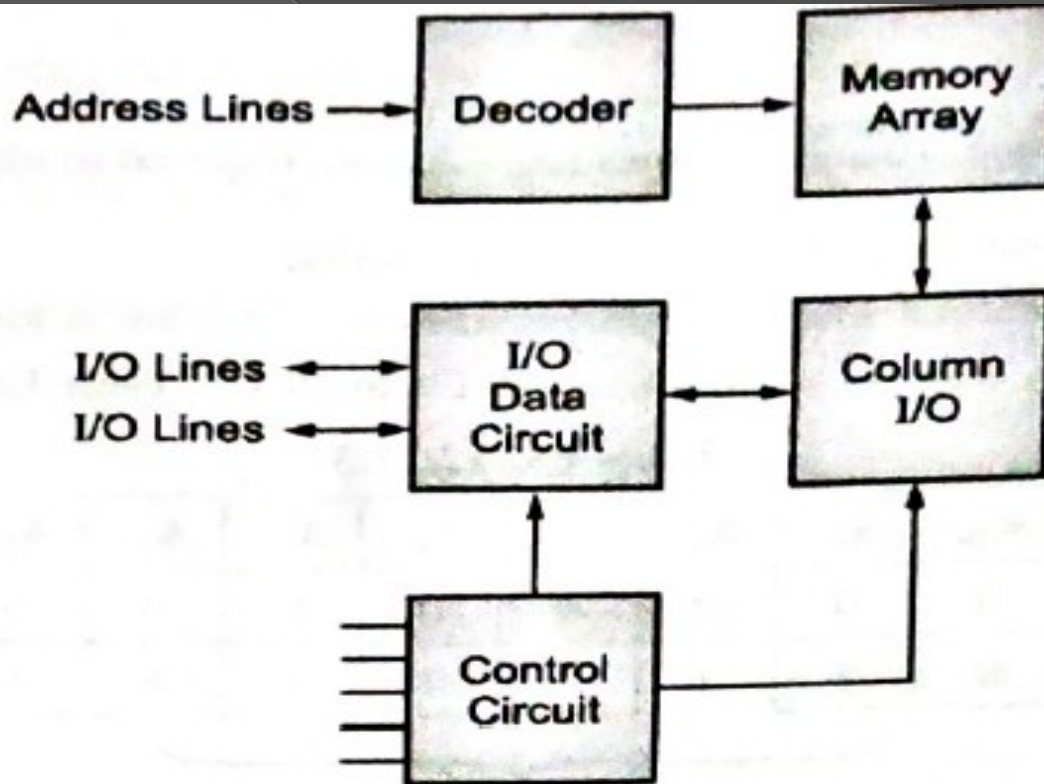 Address Lines
Decoder
Memory
Array
I/O Lines
I/O Lines
I/O
Data
Circuit
Column
I/O
Control
Circuit